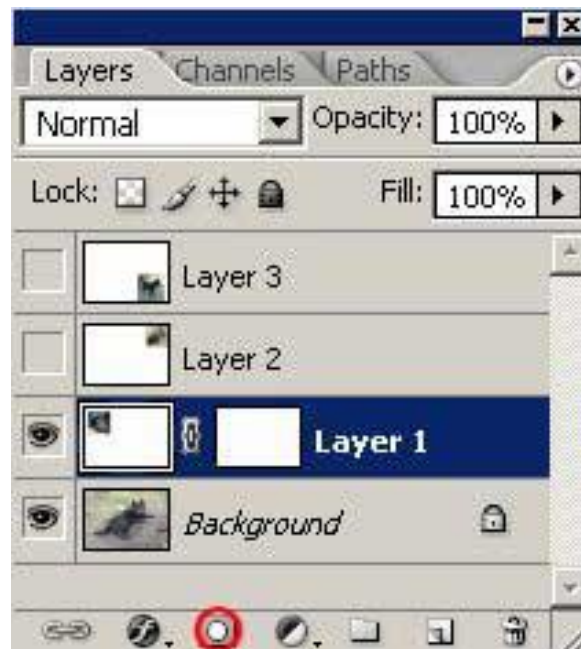 Layers Channels Paths
Normal Opacity: 100%
Lock: Fill: 100%
Layer 3
Layer 2
Layer 1
Background